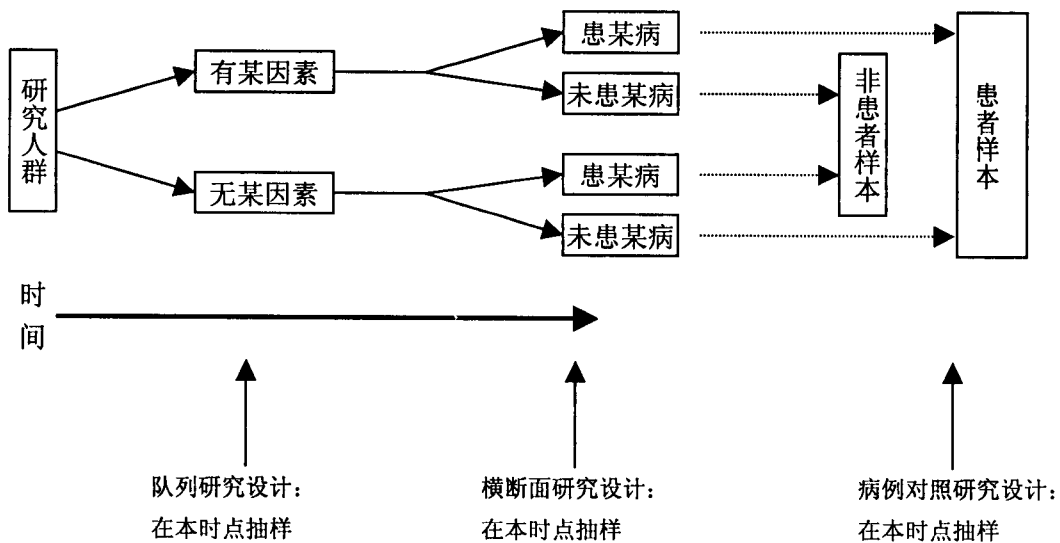 研究人群
有某因素
无某因素
患某病
未患某病
患某病
未患某病
非患者样本
患者样本
时间
队列研究设计：
在本时点抽样
横断面研究设计：
在本时点抽样
病例对照研究设计：
在本时点抽样